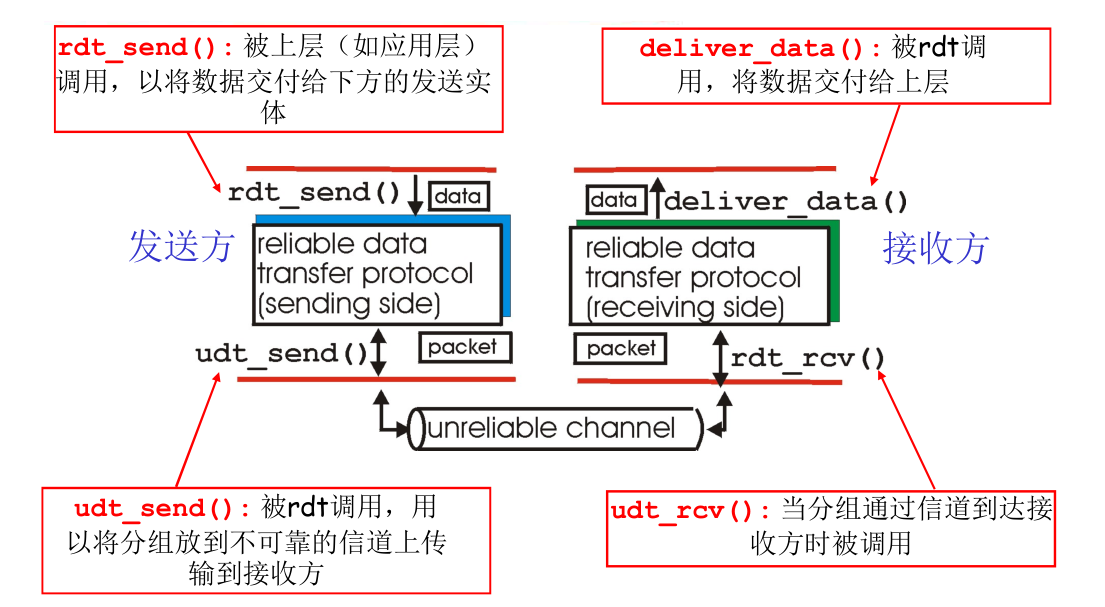 rdt_send(): 被上层（如应用层）
调用，以将数据交付给下方的发送实
体
deliver_data(): 被rdt调
用，将数据交付给上层
rdt_send()
data
data
deliver_data()
发送方
reliable data
transfer protocol
(sending side)
reliable data
transfer protocol
(receiving side)
接收方
udt_send()
packet
packet
rdt_rcv()
unreliable channel
udt_send(): 被rdt调用，用
以将分组放到不可靠的信道上传
输到接收方
udt_rcv(): 当分组通过信道到达接
收方时被调用